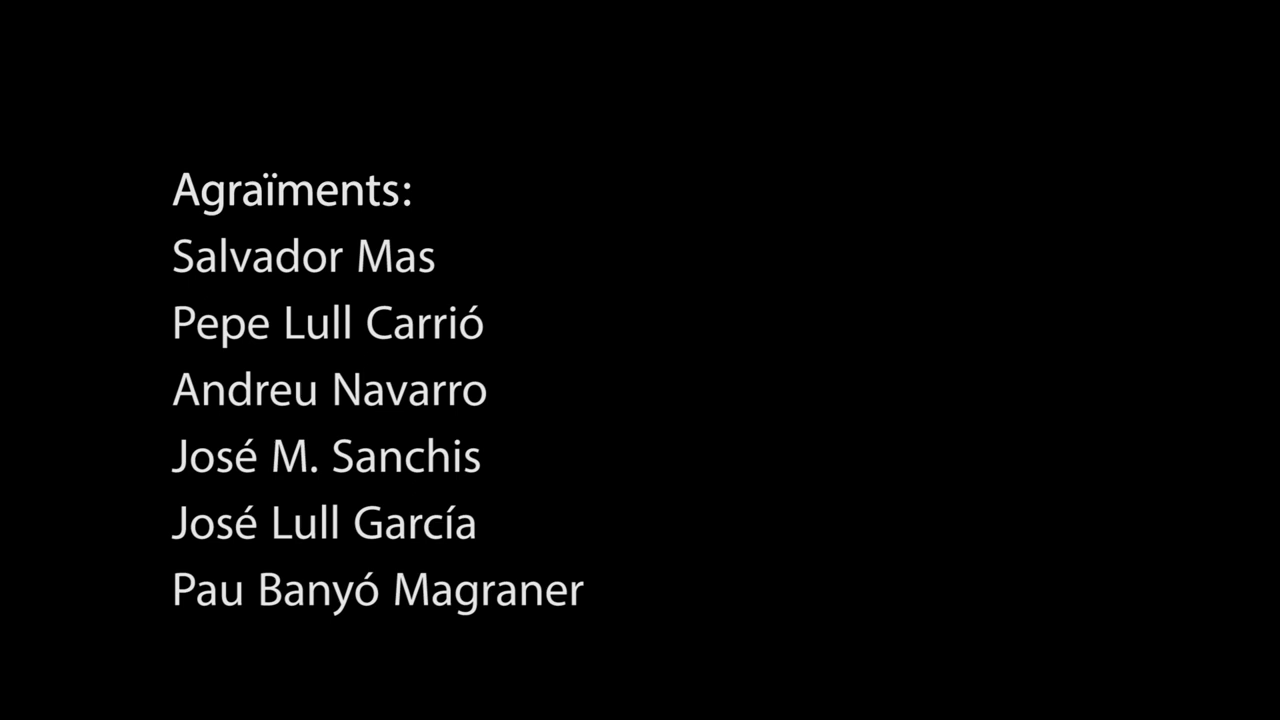 Agraïments:
Salvador Mas
Pepe Lull Carrió
Andreu Navarro
José M. Sanchis
José Lull García
Pau Banyó Magraner